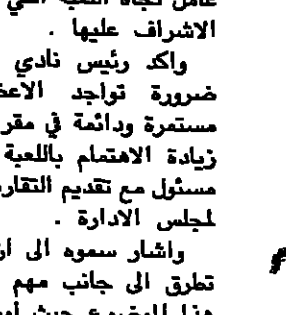 الاشراف عليها .
واكد رئيس نادي
ضرورة تواجد الاعض
مستمرة ودائمة في مقر
زيادة الاهتمام باللعبة
مسئول مع تقديم التقار
لمجلس الادارة .
واشار سموه الى ا
تطرق الى جانب مهم